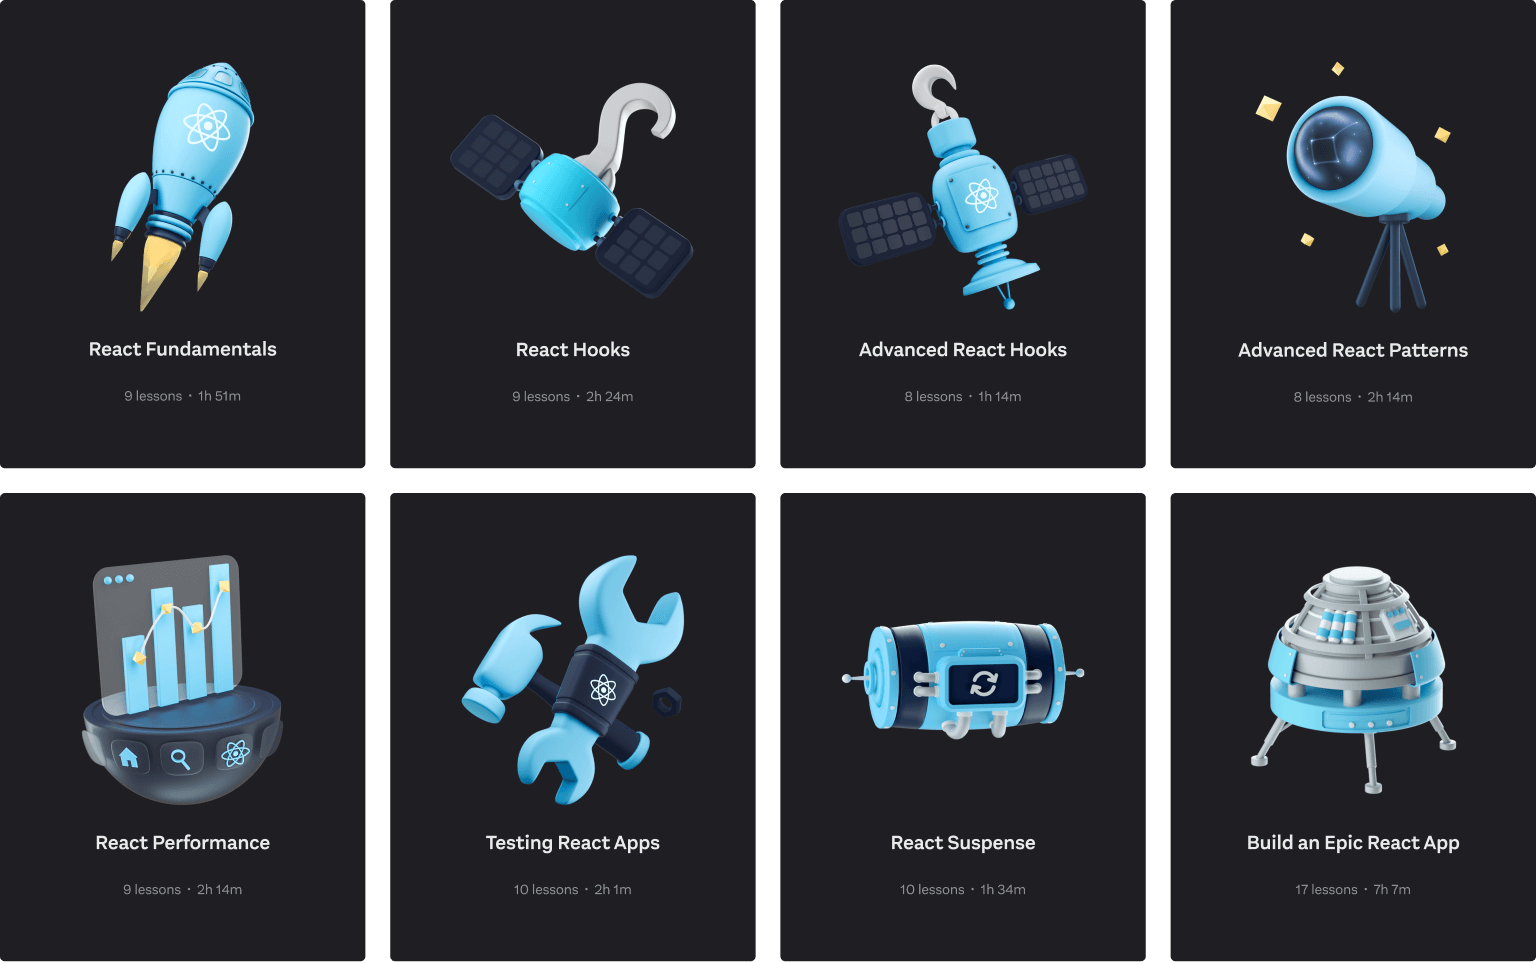 React Fundamentals
9 lessons • 1h 51m
React Hooks
9 lessons • 2h 24m
Advanced React Hooks
8 lessons • 1h 14m
Advanced React Patterns
8 lessons • 2h 14m
React Performance
9 lessons • 2h 14m
Testing React Apps
10 lessons • 2h 1m
React Suspense
10 lessons • 1h 34m
Build an Epic React App
17 lessons • 7h 7m